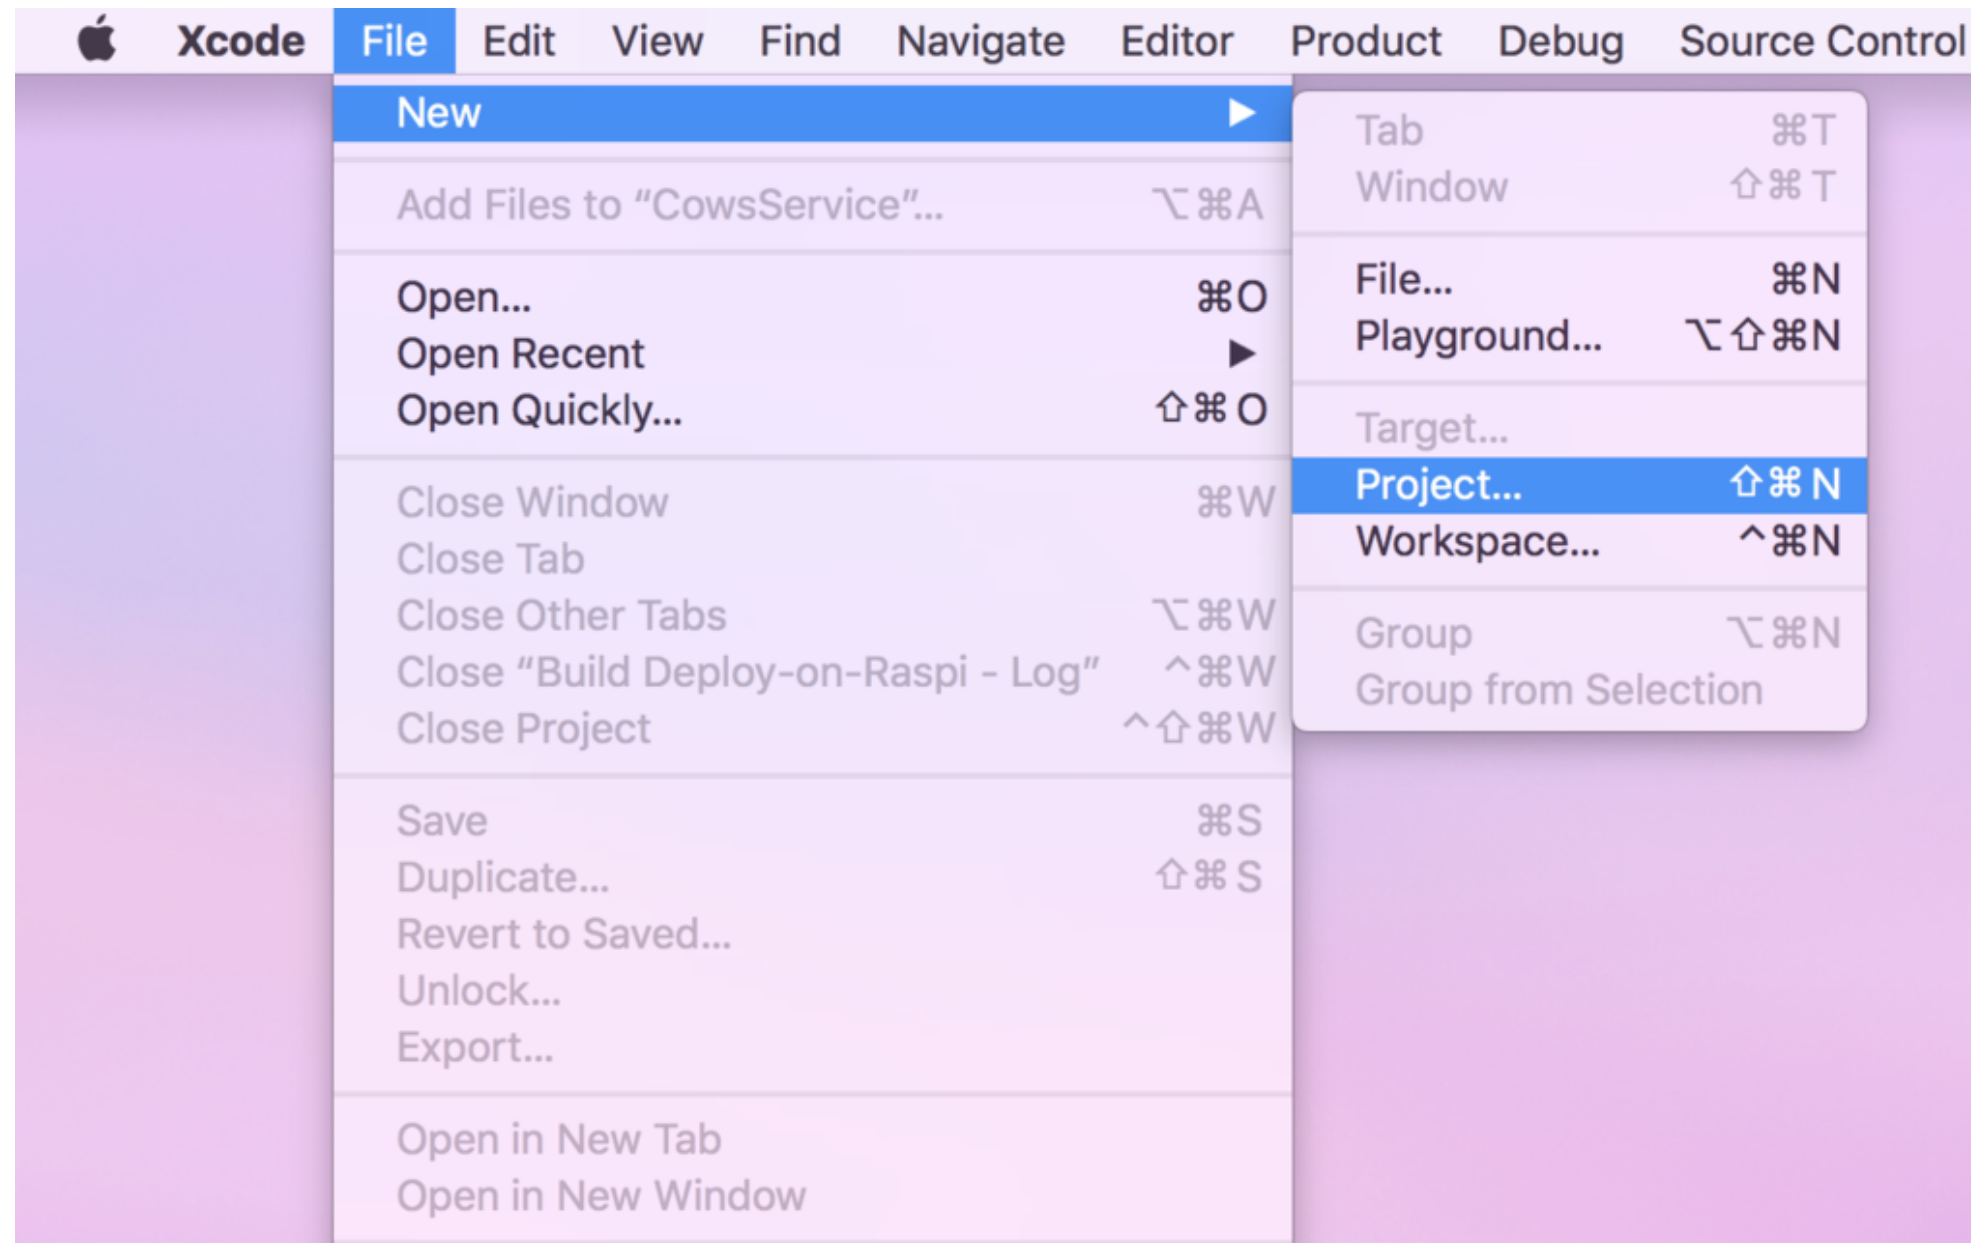 Xcode File Edit View Find Navigate Editor Product Debug Source Control
New ▶
Add Files to “CowsService”... ⌥⌘A
Open... ⌘O
Open Recent ▶
Open Quickly... ⇧⌘O
Close Window ⌘W
Close Tab
Close Other Tabs ⌥⌘W
Close “Build Deploy-on-Raspi - Log” ^⌘W
Close Project ^⇧⌘W
Save ⌘S
Duplicate... ⇧⌘S
Revert to Saved...
Unlock...
Export...
Open in New Tab
Open in New Window
Tab ⌘T
Window ⇧⌘T
File... ⌘N
Playground... ⌥⇧⌘N
Target...
Project... ⇧⌘N
Workspace... ^⌘N
Group ⌥⌘N
Group from Selection